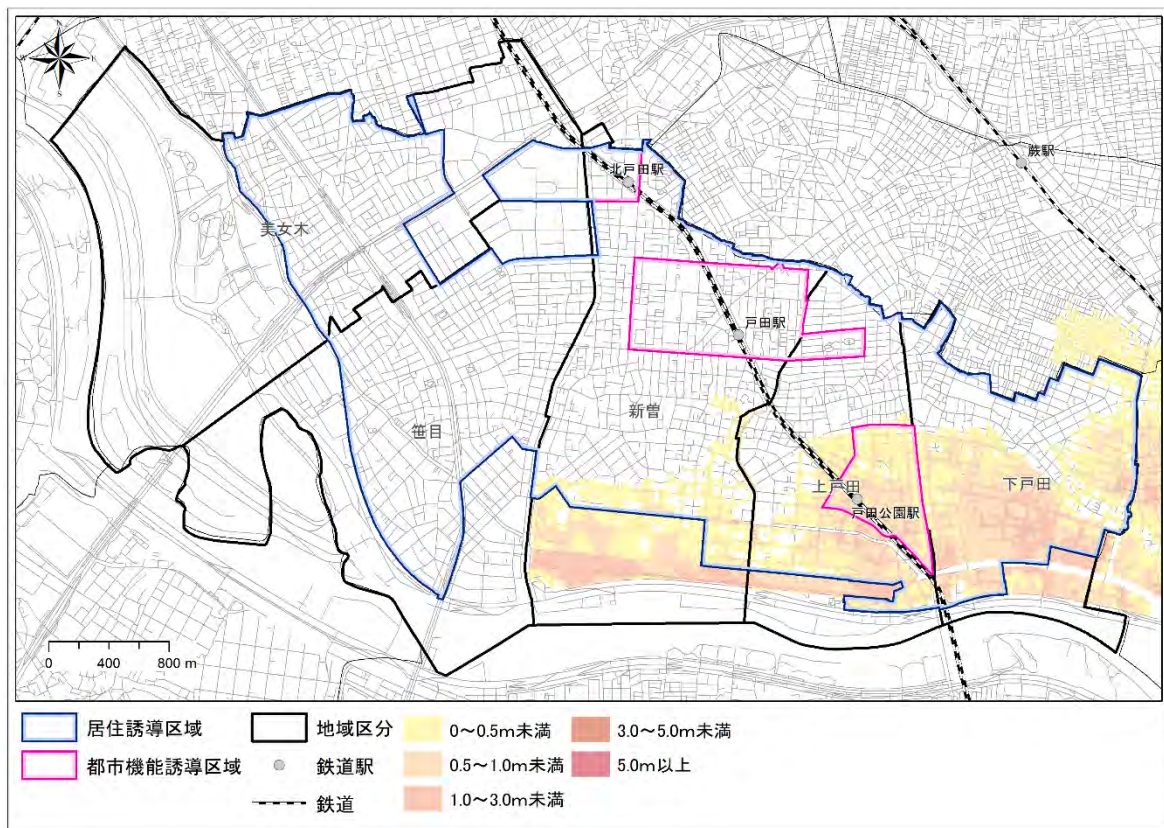 N
W
E
S
蕨駅
北戸田駅
美女木
戸田駅
新曽
笹目
上戸田
下戸田
戸田公園駅
0 400 800 m
居住誘導区域
都市機能誘導区域
地域区分
鉄道駅
鉄道
0～0.5m未満
0.5～1.0m未満
1.0～3.0m未満
3.0～5.0m未満
5.0m以上